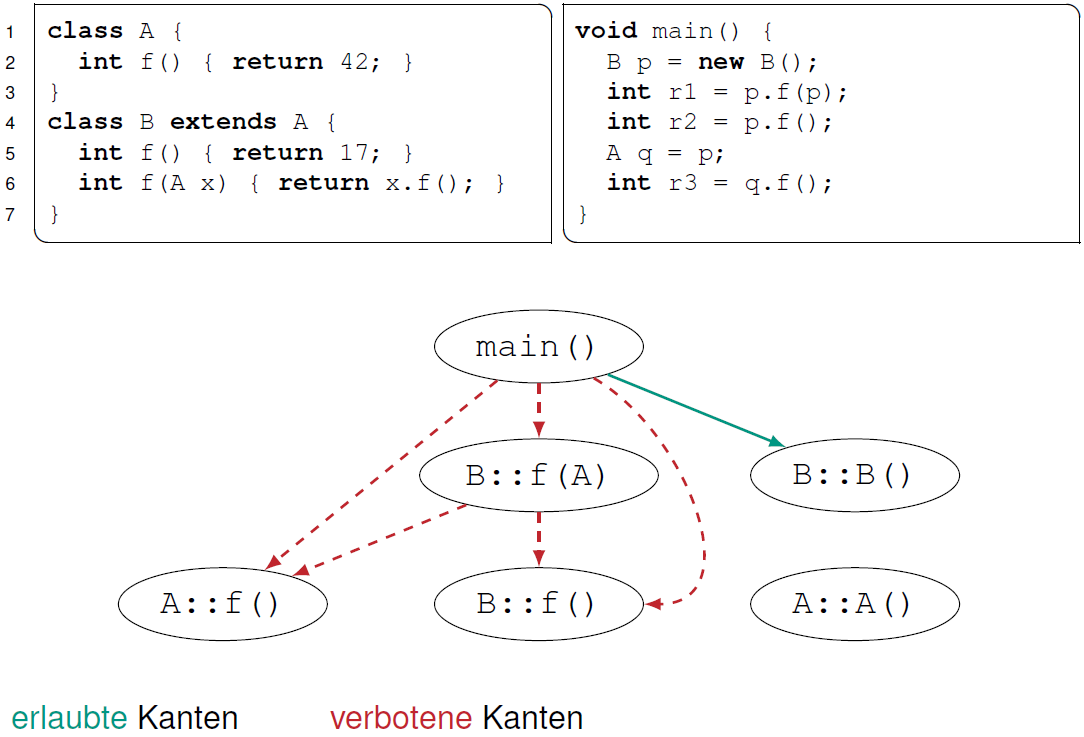 1 class A {
2 int f() { return 42; }
3 }
4 class B extends A {
5 int f() { return 17; }
6 int f(A x) { return x.f(); }
7 }
void main() {
B p = new B();
int r1 = p.f(p);
int r2 = p.f();
A q = p;
int r3 = q.f();
}
main()
B::f(A)
B::B()
A::f()
B::f()
A::A()
erlaubte Kanten
verbotene Kanten